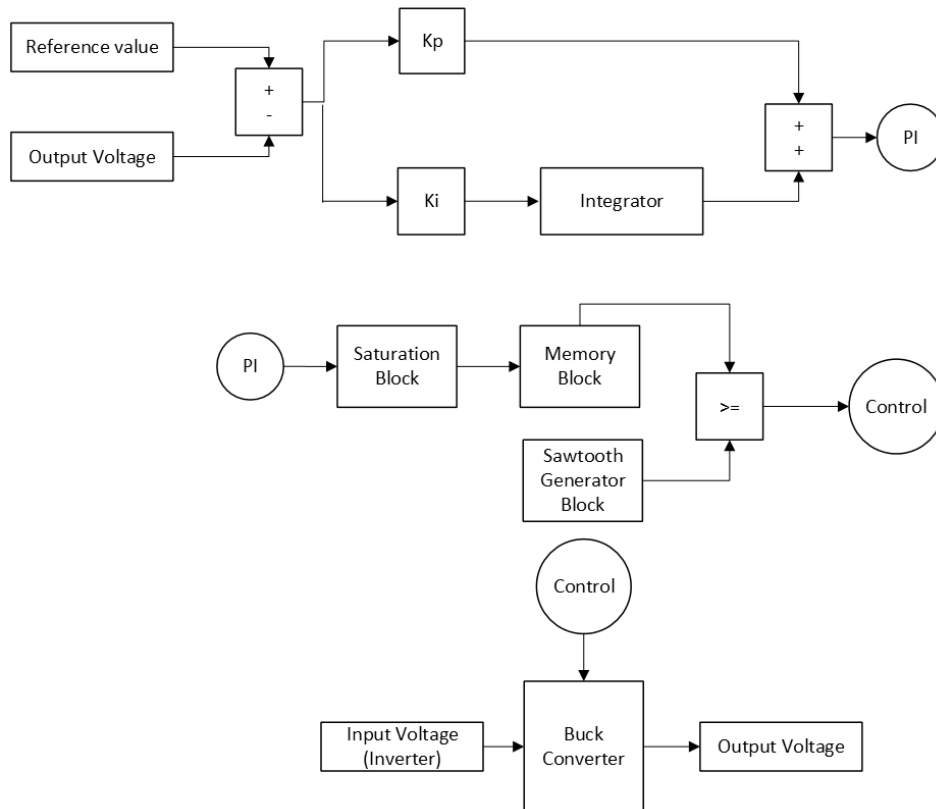 Reference value
Kp
+
-
+
+
PI
Output Voltage
Ki
Integrator
PI
Saturation
Block
Memory
Block
>=
Control
Sawtooth
Generator
Block
Control
Input Voltage
(Inverter)
Buck
Converter
Output Voltage